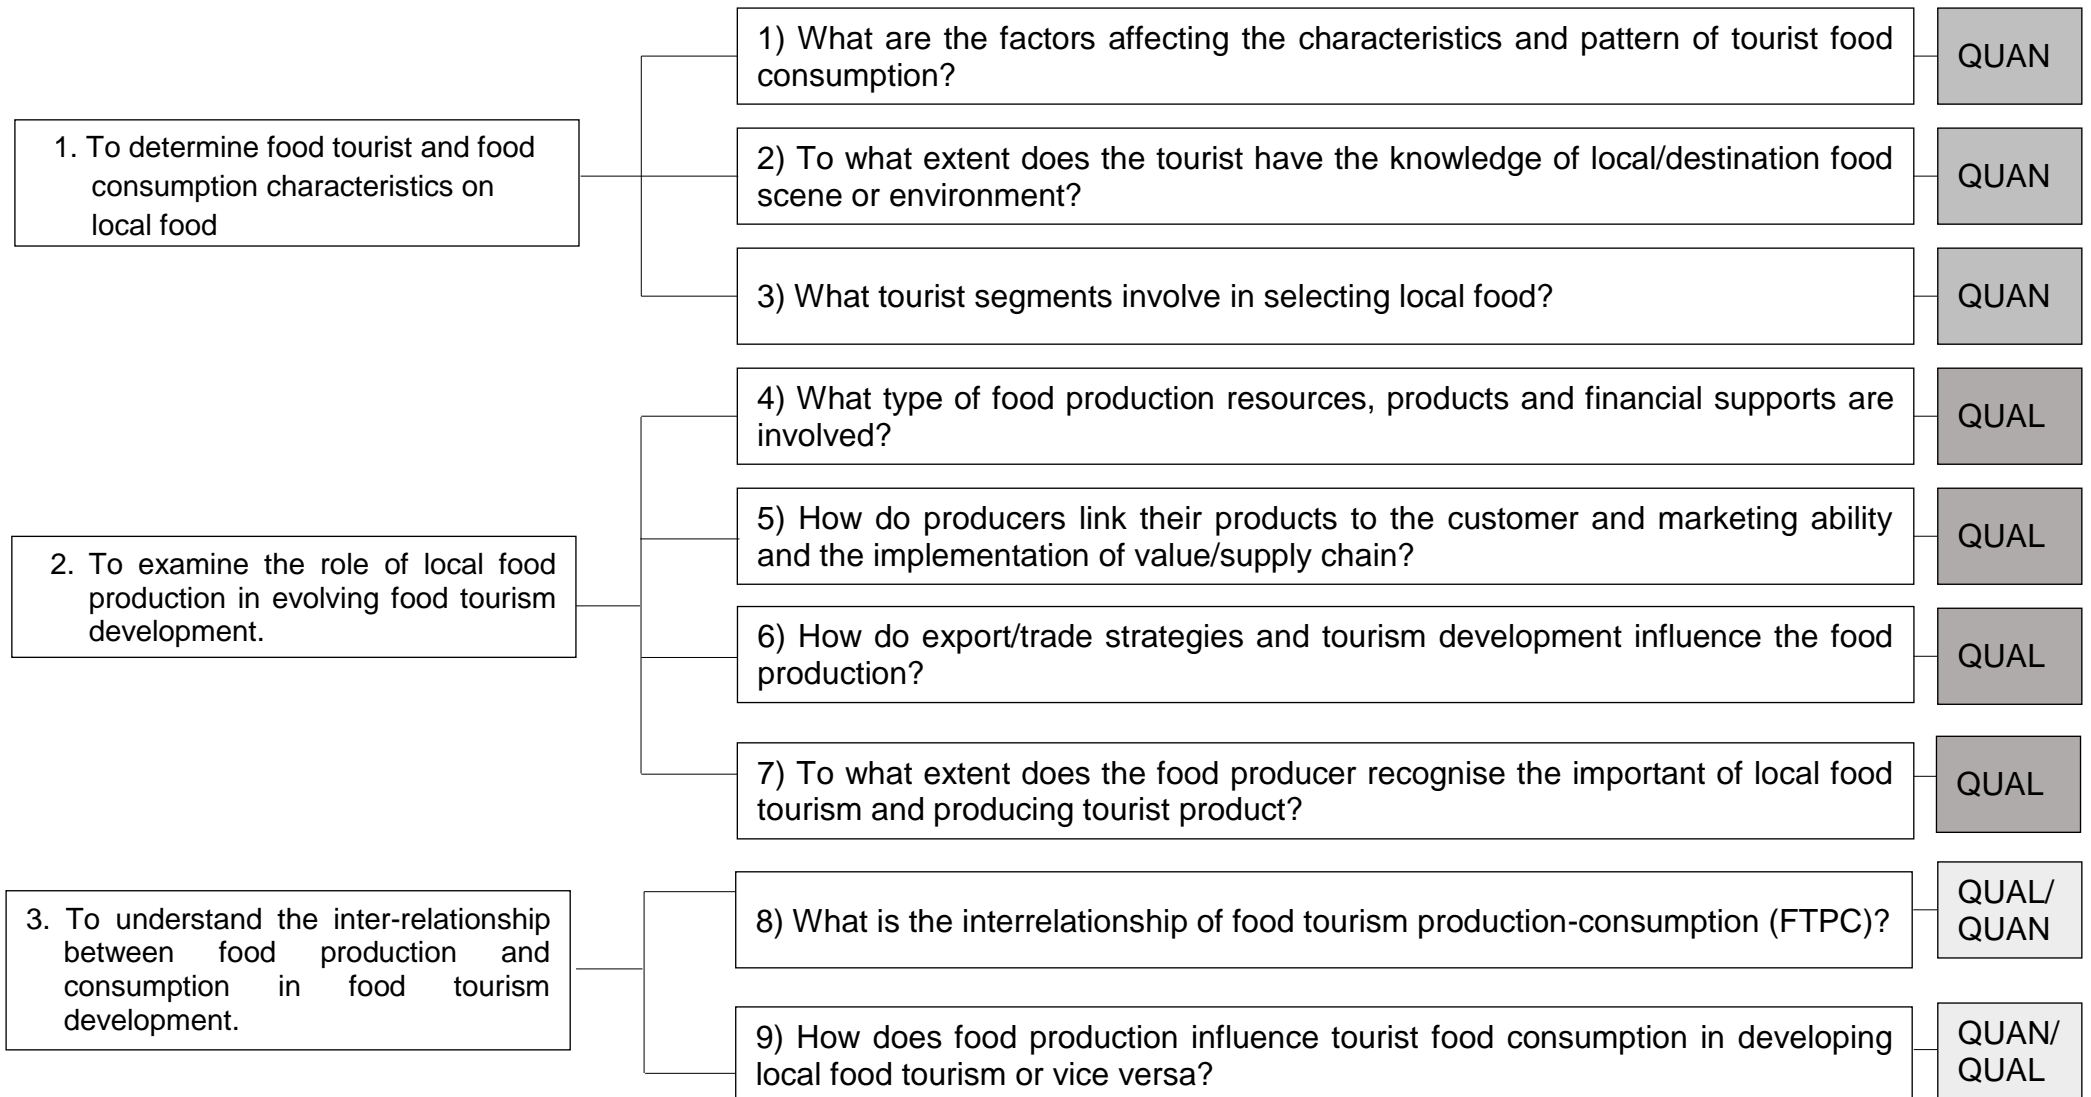 1. To determine food tourist and food
consumption characteristics on
local food
1) What are the factors affecting the characteristics and pattern of tourist food
consumption?
QUAN
2) To what extent does the tourist have the knowledge of local/destination food
scene or environment?
QUAN
3) What tourist segments involve in selecting local food?
QUAN
2. To examine the role of local food
production in evolving food tourism
development.
4) What type of food production resources, products and financial supports are
involved?
QUAL
5) How do producers link their products to the customer and marketing ability
and the implementation of value/supply chain?
QUAL
6) How do export/trade strategies and tourism development influence the food
production?
QUAL
7) To what extent does the food producer recognise the important of local food
tourism and producing tourist product?
QUAL
3. To understand the inter-relationship
between food production and
consumption in food tourism
development.
8) What is the interrelationship of food tourism production-consumption (FTPC)?
QUAL/
QUAN
9) How does food production influence tourist food consumption in developing
local food tourism or vice versa?
QUAN/
QUAL